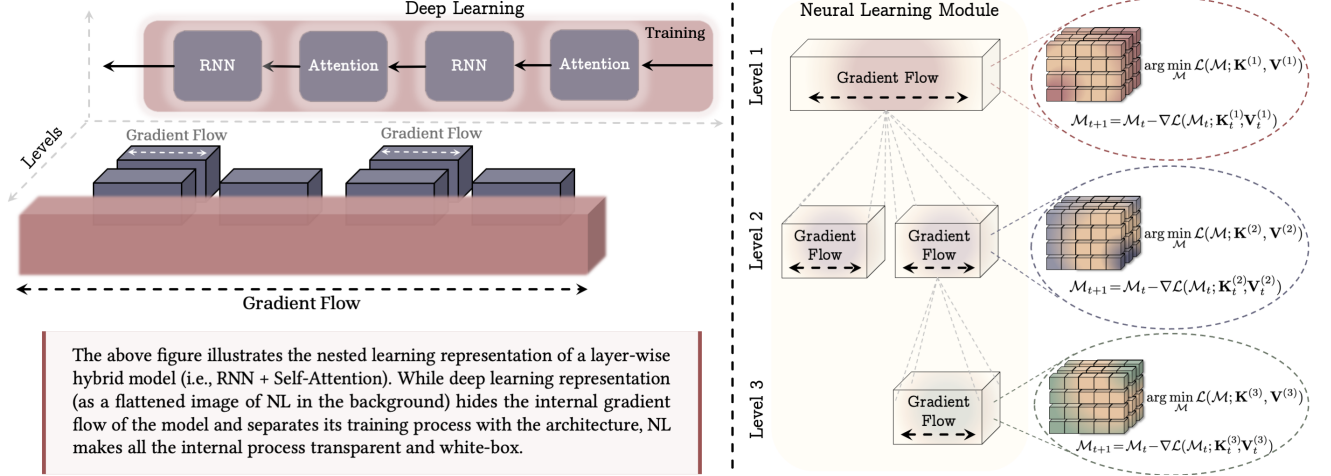 Deep Learning
Training
RNN
Attention
RNN
Attention
Levels
Gradient Flow
Gradient Flow
Gradient Flow
The above figure illustrates the nested learning representation of a layer-wise
hybrid model (i.e., RNN + Self-Attention). While deep learning representation
(as a flattened image of NL in the background) hides the internal gradient
flow of the model and separates its training process with the architecture, NL
makes all the internal process transparent and white-box.
Neural Learning Module
Level 1
Gradient Flow
arg min_ℳ ℒ(ℳ; 𝐊⁽¹⁾, 𝐕⁽¹⁾)
ℳ_{t+1} = ℳ_t − ∇ℒ(ℳ_t; 𝐊_t⁽¹⁾, 𝐕_t⁽¹⁾)
Level 2
Gradient
Flow
Gradient
Flow
arg min_ℳ ℒ(ℳ; 𝐊⁽²⁾, 𝐕⁽²⁾)
ℳ_{t+1} = ℳ_t − ∇ℒ(ℳ_t; 𝐊_t⁽²⁾, 𝐕_t⁽²⁾)
Level 3
Gradient
Flow
arg min_ℳ ℒ(ℳ; 𝐊⁽³⁾, 𝐕⁽³⁾)
ℳ_{t+1} = ℳ_t − ∇ℒ(ℳ_t; 𝐊_t⁽³⁾, 𝐕_t⁽³⁾)